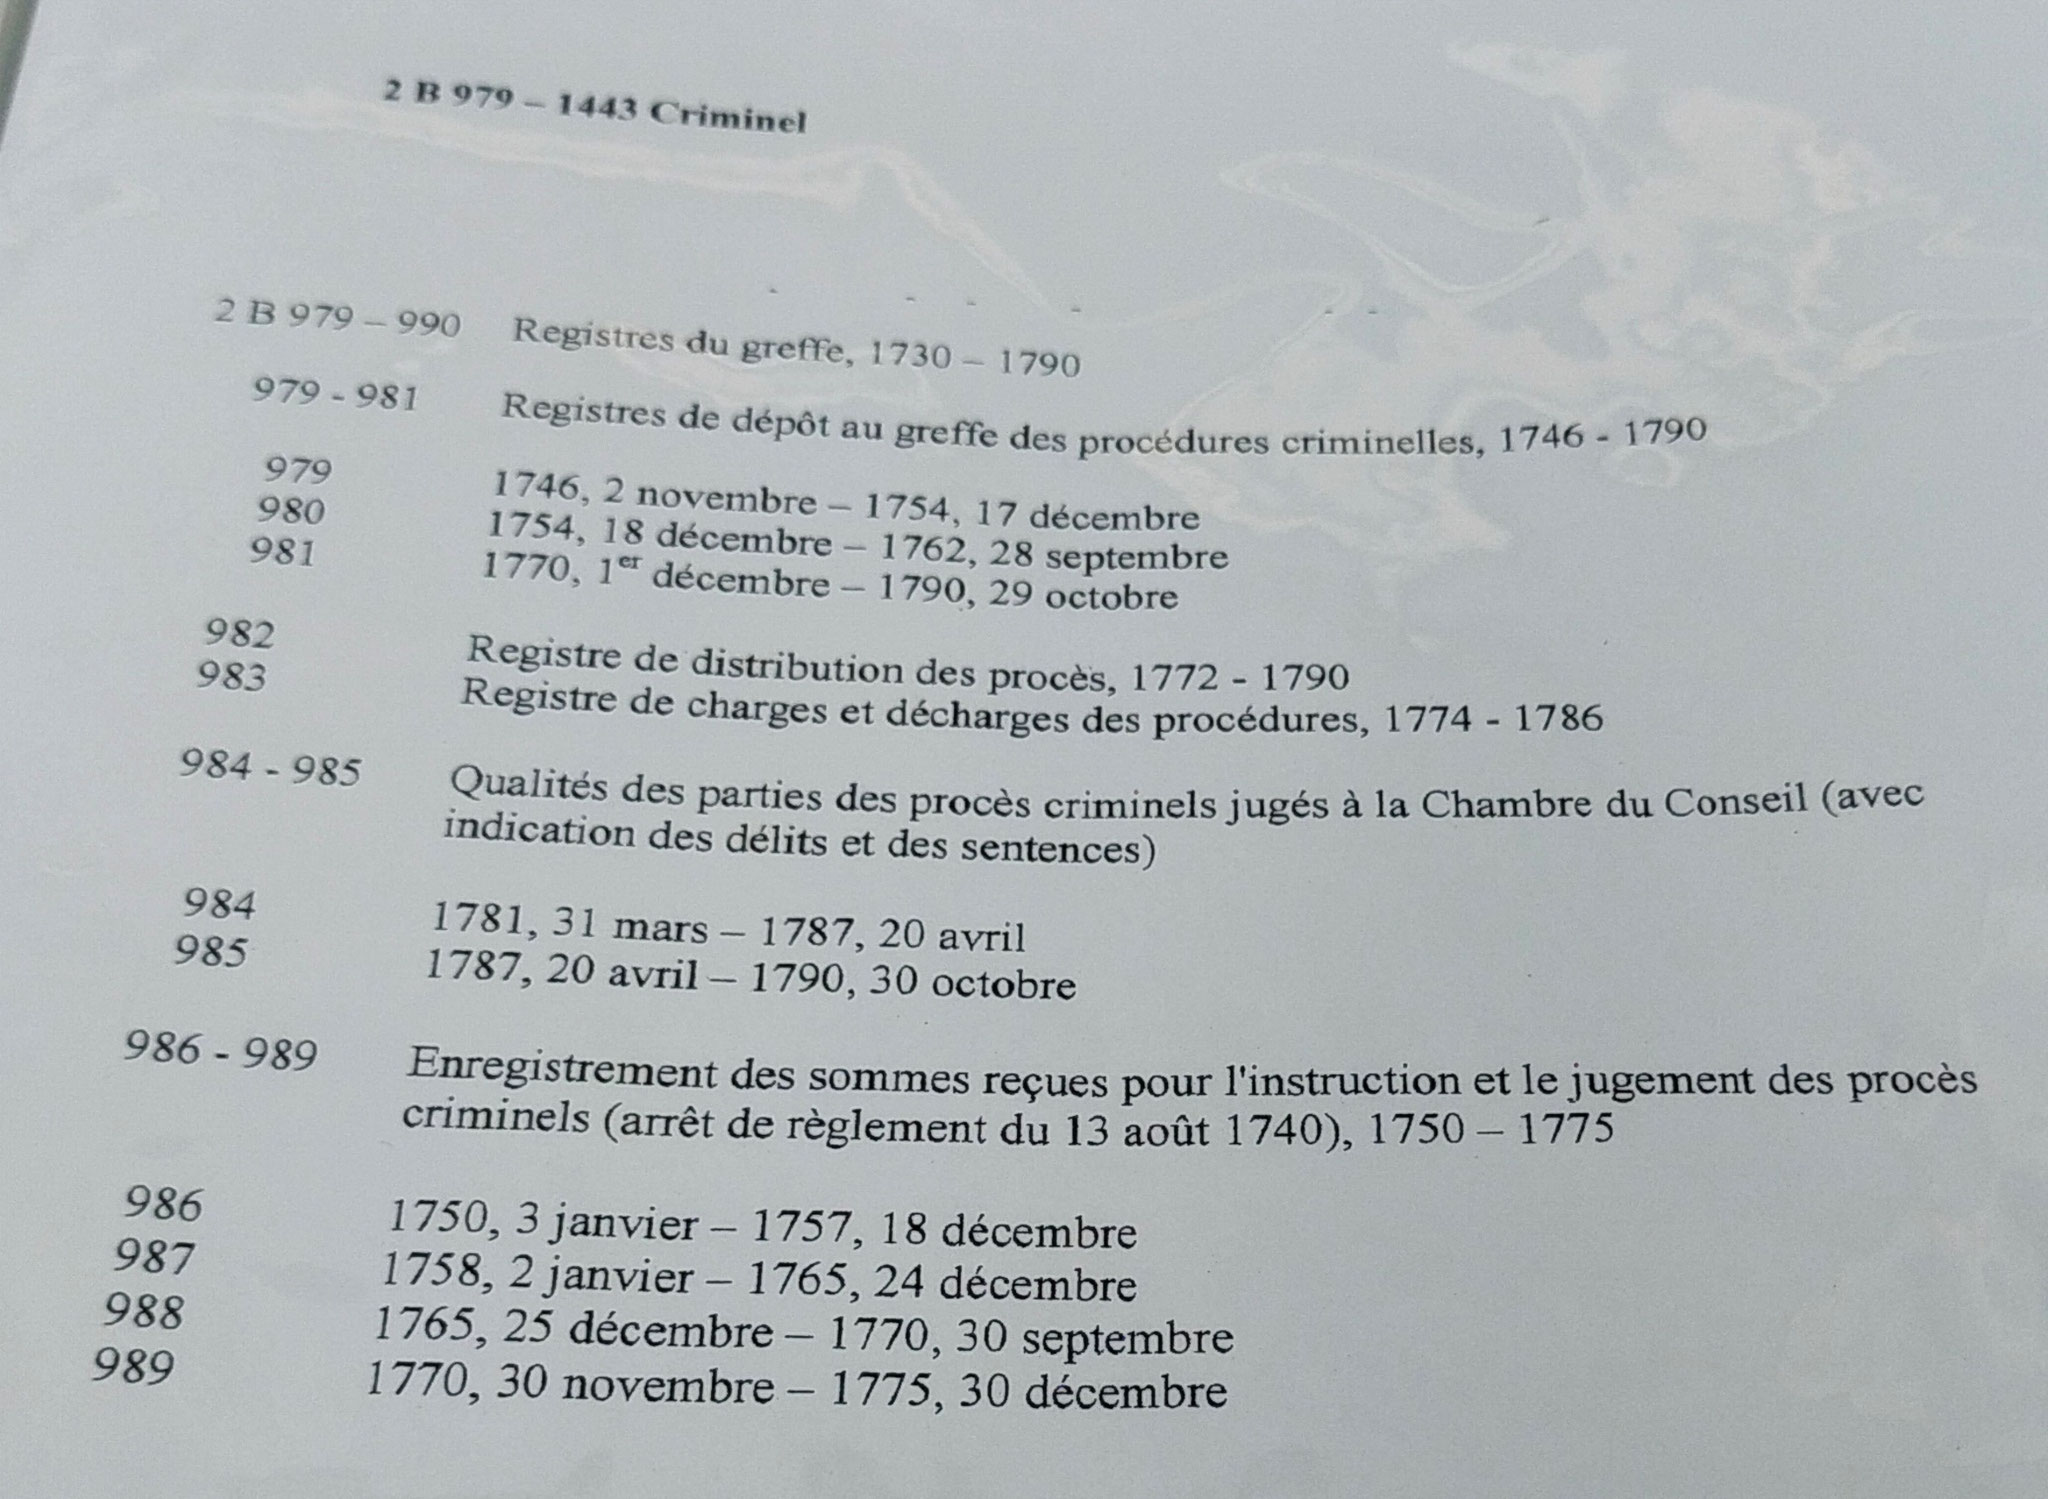 2 B 979 – 1443 Criminel
2 B 979 – 990 Registres du greffe, 1730 – 1790
979 - 981 Registres de dépôt au greffe des procédures criminelles, 1746 - 1790
979 1746, 2 novembre – 1754, 17 décembre
980 1754, 18 décembre – 1762, 28 septembre
981 1770, 1er décembre – 1790, 29 octobre
982 Registre de distribution des procès, 1772 - 1790
983 Registre de charges et décharges des procédures, 1774 - 1786
984 - 985 Qualités des parties des procès criminels jugés à la Chambre du Conseil (avec
indication des délits et des sentences)
984 1781, 31 mars – 1787, 20 avril
985 1787, 20 avril – 1790, 30 octobre
986 - 989 Enregistrement des sommes reçues pour l'instruction et le jugement des procès
criminels (arrêt de règlement du 13 août 1740), 1750 – 1775
986 1750, 3 janvier – 1757, 18 décembre
987 1758, 2 janvier – 1765, 24 décembre
988 1765, 25 décembre – 1770, 30 septembre
989 1770, 30 novembre – 1775, 30 décembre